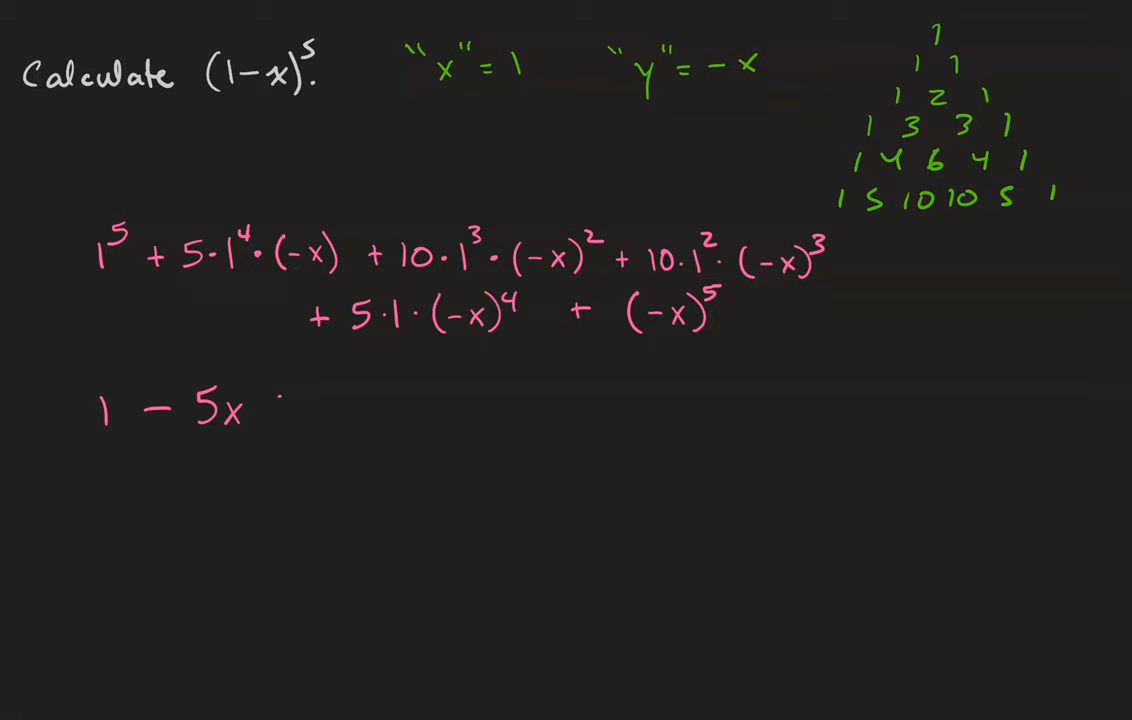 Calculate (1-x)^5. "x" = 1 "y" = -x
1
1 1
1 2 1
1 3 3 1
1 4 6 4 1
1 5 10 10 5 1
1^5 + 5·1^4·(-x) + 10·1^3·(-x)^2 + 10·1^2·(-x)^3
+ 5·1·(-x)^4 + (-x)^5
1 - 5x